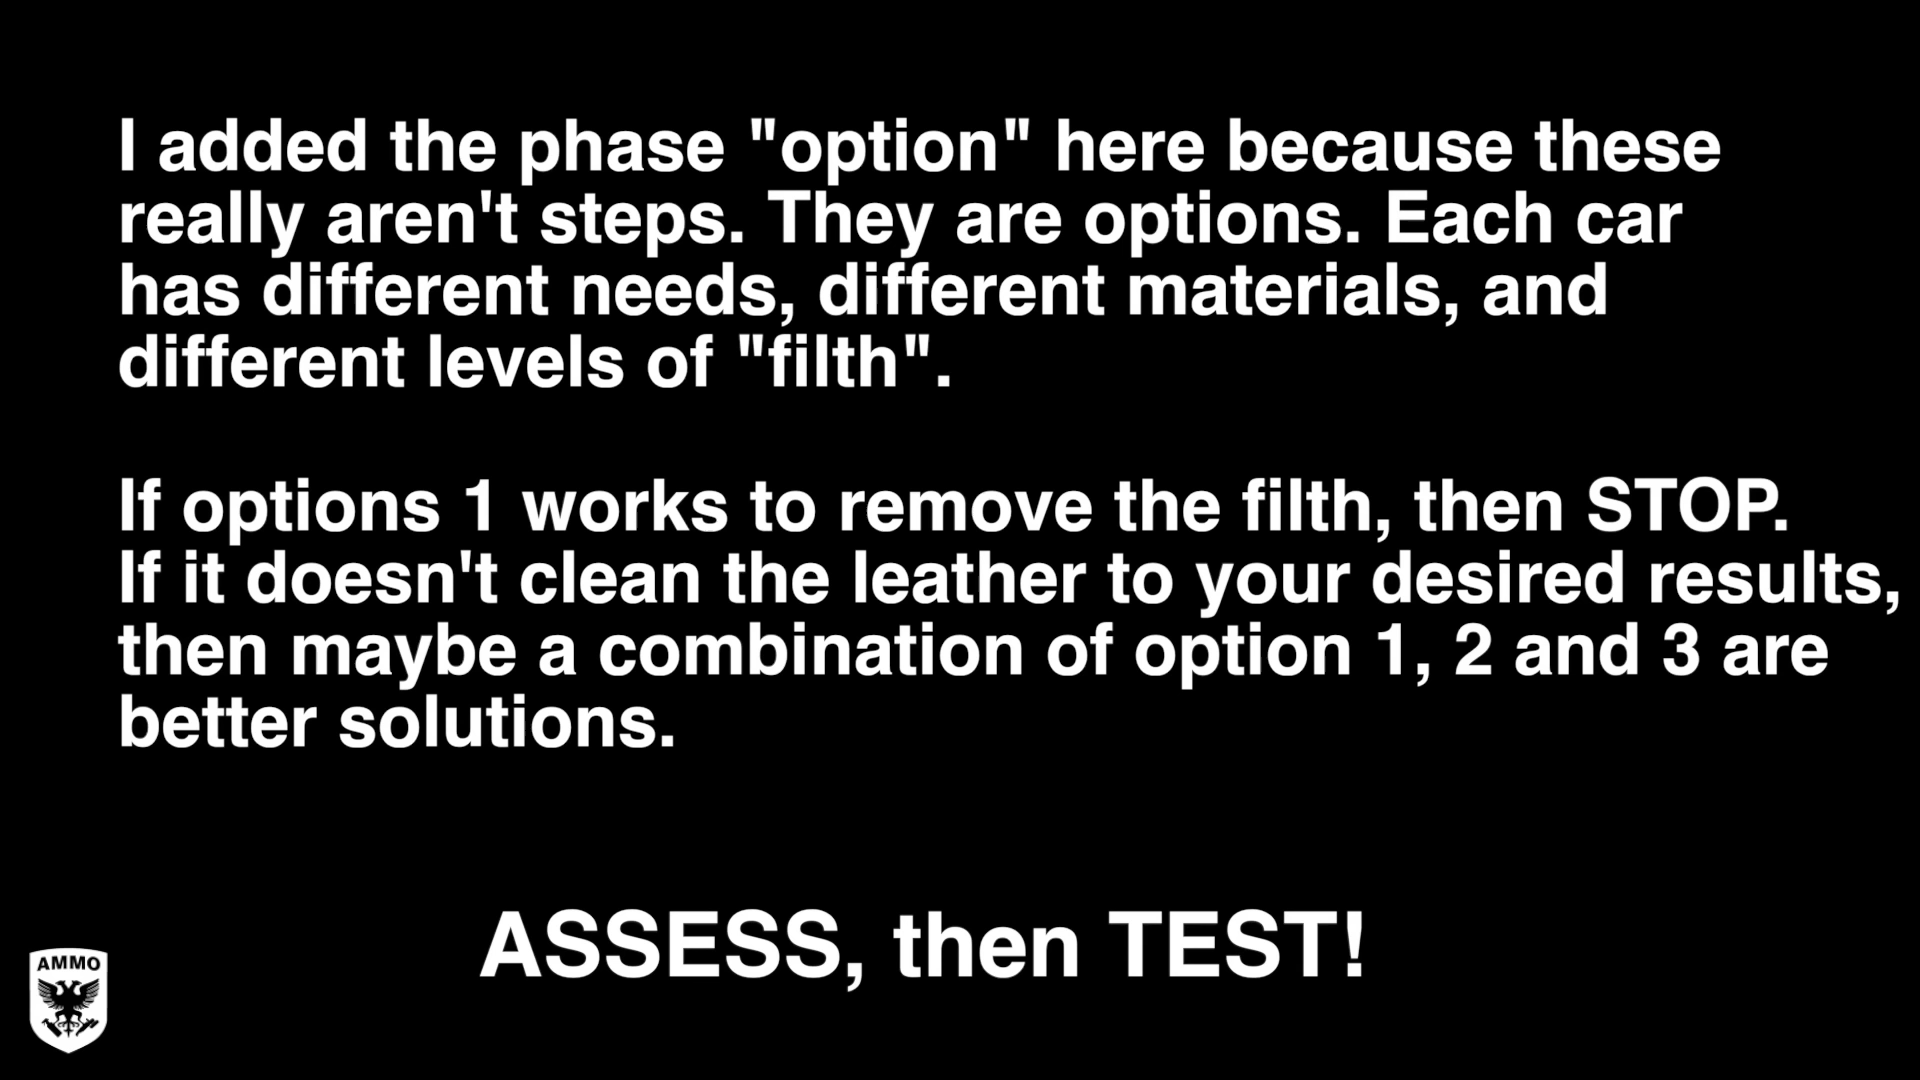 I added the phase "option" here because these
really aren't steps. They are options. Each car
has different needs, different materials, and
different levels of "filth".
If options 1 works to remove the filth, then STOP.
If it doesn't clean the leather to your desired results,
then maybe a combination of option 1, 2 and 3 are
better solutions.
ASSESS, then TEST!
AMMO